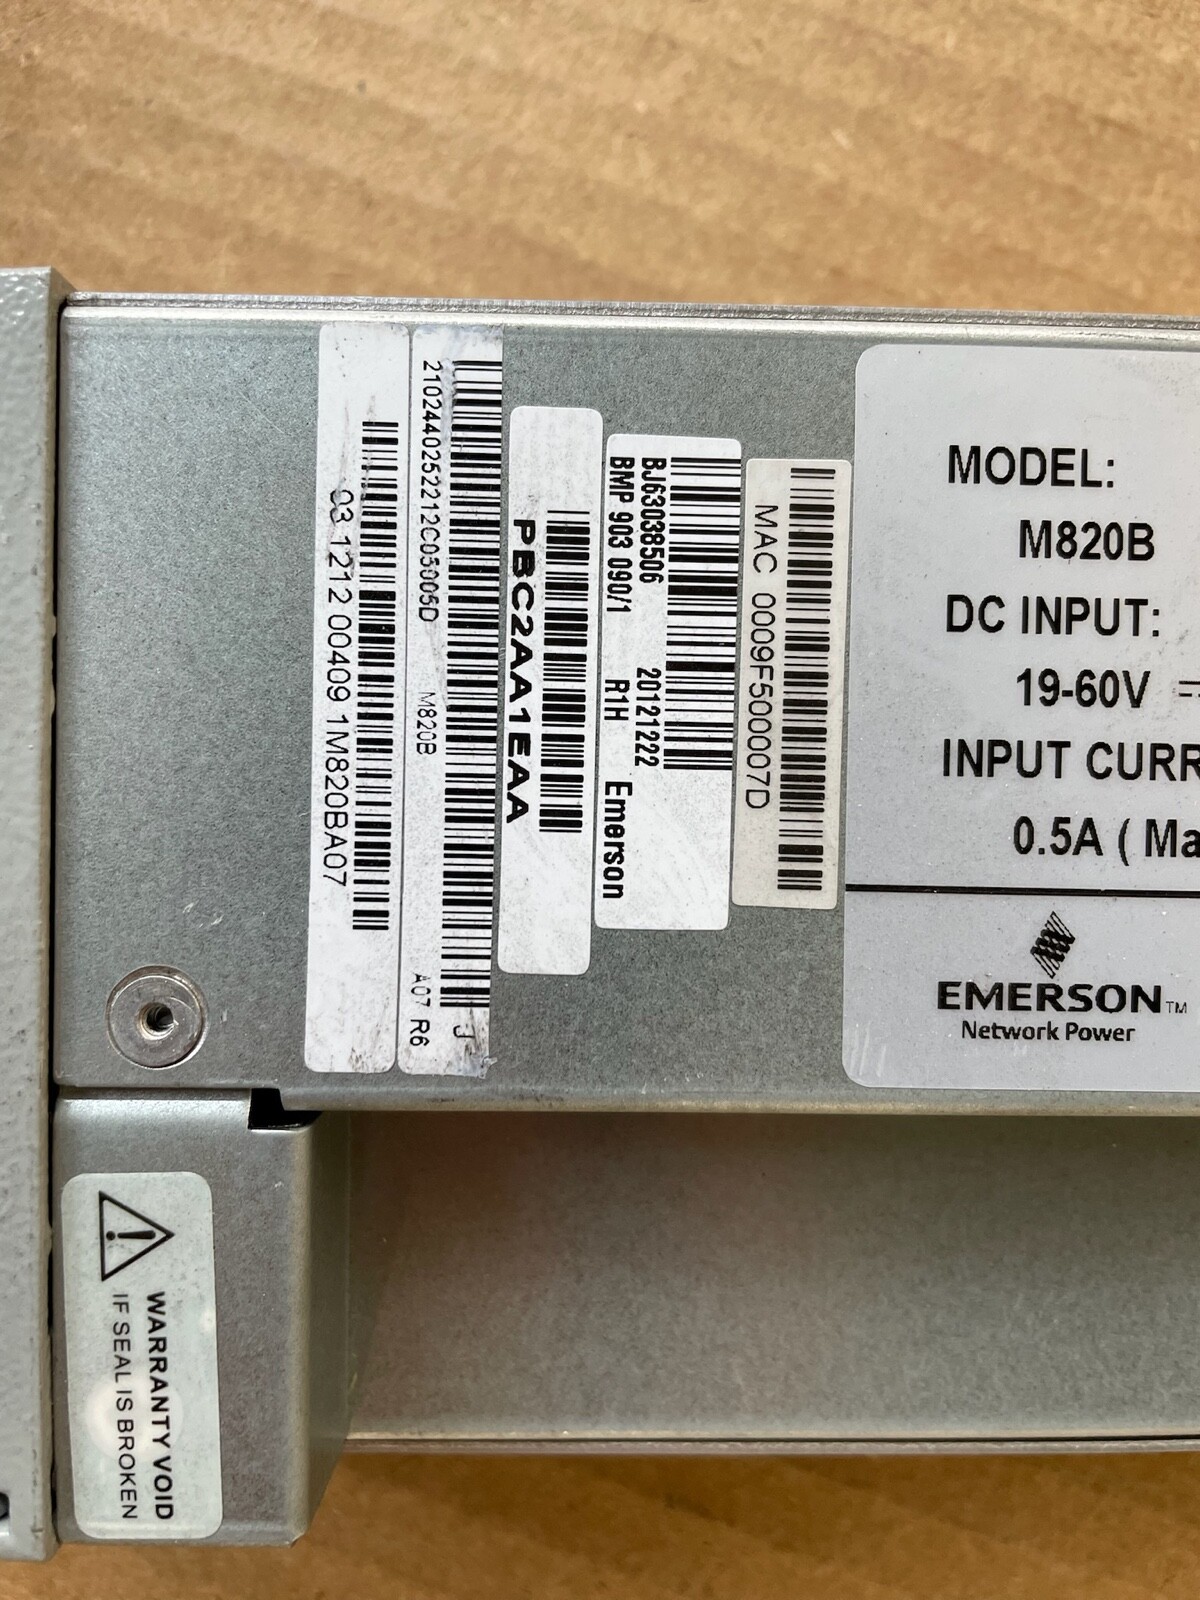 MODEL:
M820B
DC INPUT:
19-60V
INPUT CURR
0.5A ( Ma
EMERSON TM
Network Power
MAC 0009F500007D
BJ63038506 20121222
BMP 903 090/1 R1H Emerson
PBC2AA1EAA
J
2102440252212C05005D M820B A07 R6
03 1212 00409 1M820BA07
WARRANTY VOID
IF SEAL IS BROKEN